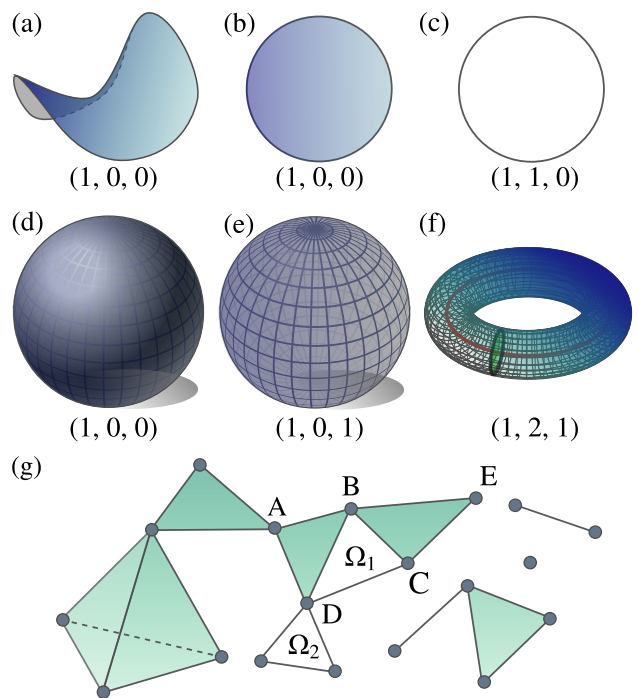 (a) (b) (c)
(1, 0, 0) (1, 0, 0) (1, 1, 0)
(d) (e) (f)
(1, 0, 0) (1, 0, 1) (1, 2, 1)
(g)
E
B
A
Ω1
C
D
Ω2